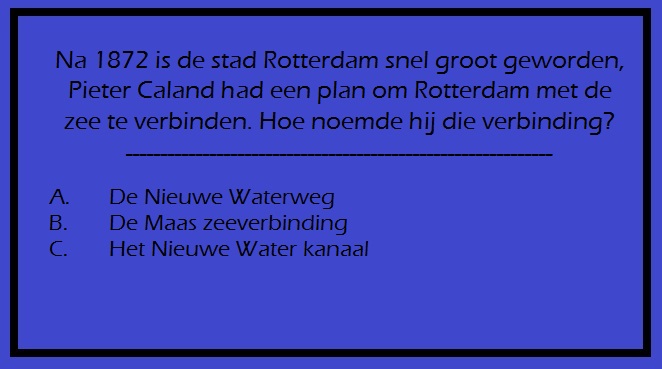 Na 1872 is de stad Rotterdam snel groot geworden,
Pieter Caland had een plan om Rotterdam met de
zee te verbinden. Hoe noemde hij die verbinding?
A. De Nieuwe Waterweg
B. De Maas zeeverbinding
C. Het Nieuwe Water kanaal